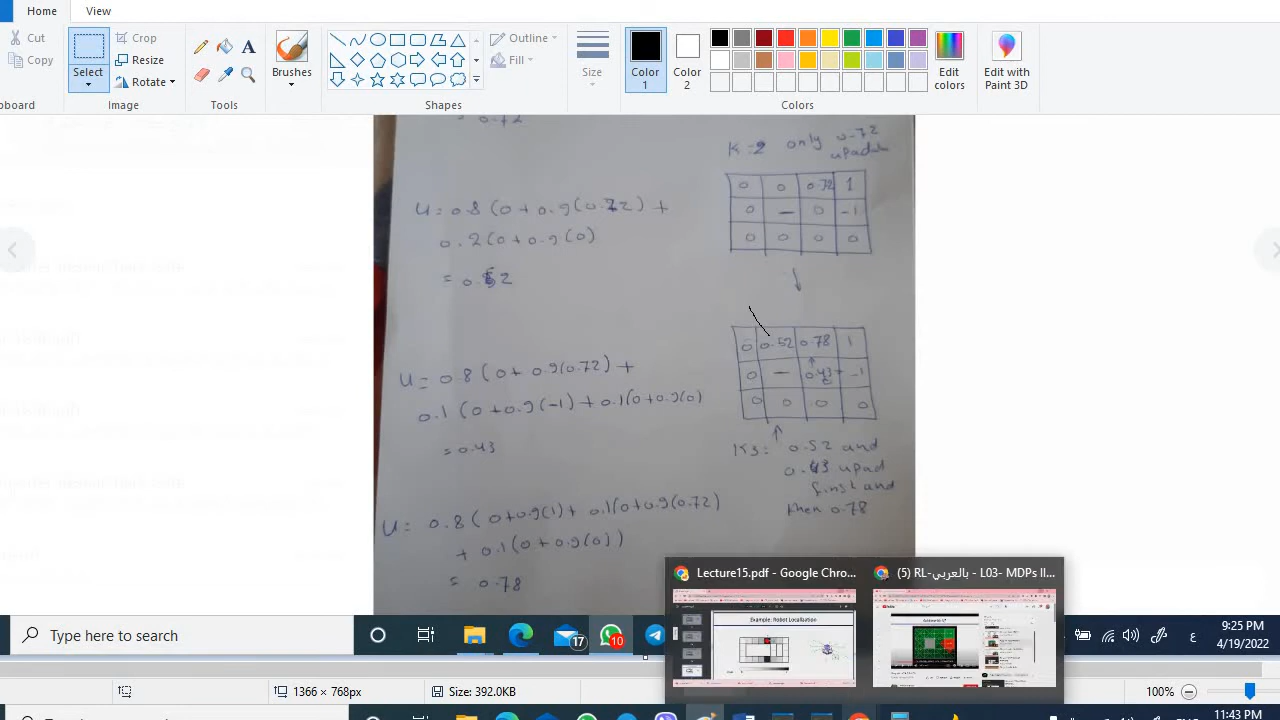 Home
View
Cut
Copy
Crop
Select
Rotate
Brushes
Outline
Fill
Size
Color
1
Color
2
Edit
colors
Edit with
Paint 3D
Image
Tools
Shapes
Colors
0.72
K=2 only 0.72
0 0 0.72 1
0 – 0 -1
0 0 0 0
U = 0.8(0+0.9(0.72)+
0.2(0+0.9(0)
= 0.52
0 0.52 0.78 1
0 – 0.43 -1
0 0 0 0
U = 0.8(0+0.9(0.72)+
0.1(0+0.9(-1)+0.1(0+0.9(0)
= 0.43
K3: 0.52 and
0.43 upad
first and
then 0.78
U = 0.8(0+0.9(1)+0.1(0+0.9(0.72)
+0.1(0+0.9(0))
= 0.78
Lecture15.pdf - Google Chro...
(5) RL-بالعربي - L03- MDPs II...
Example: Robot Localization
Type here to search
17
10
ع
9:25 PM
4/19/2022
Size: 392.0KB
100%
11:43 PM